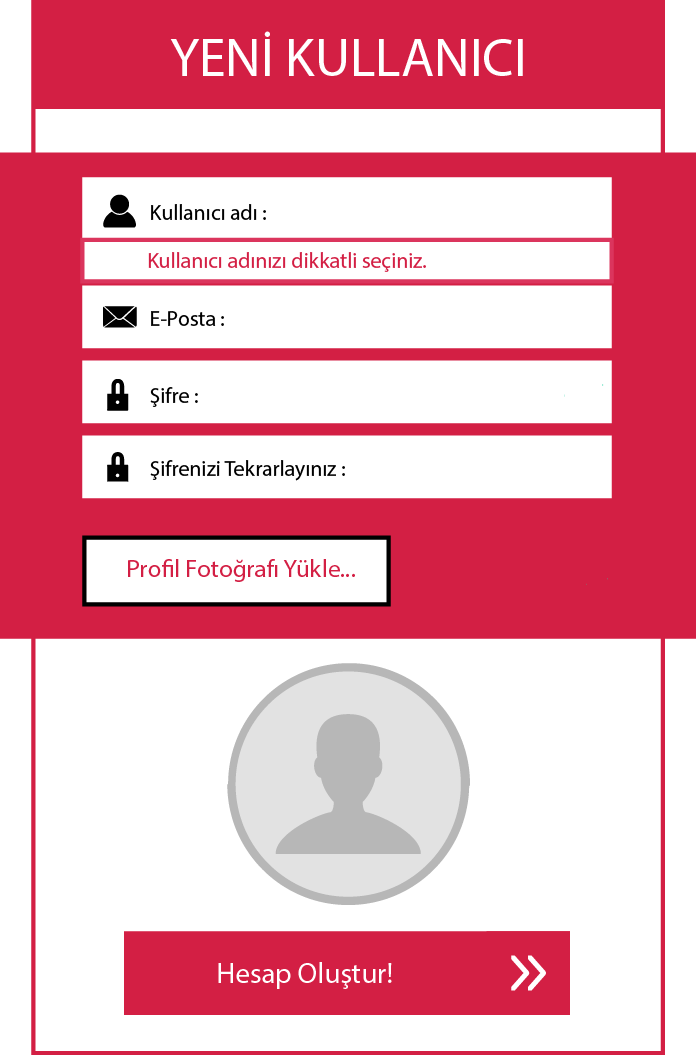 YENİ KULLANICI
Kullanıcı adı :
Kullanıcı adınızı dikkatli seçiniz.
E-Posta :
Şifre :
Şifrenizi Tekrarlayınız :
Profil Fotoğrafı Yükle...
Hesap Oluştur!